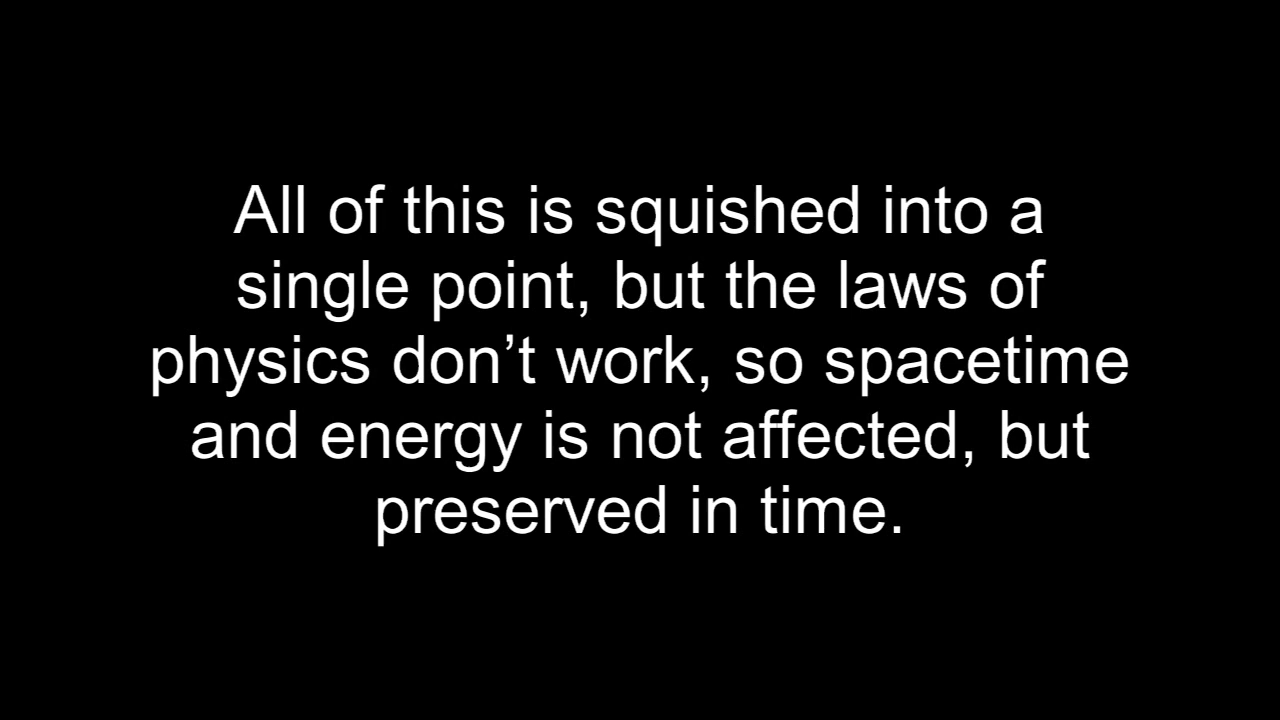 All of this is squished into a
single point, but the laws of
physics don’t work, so spacetime
and energy is not affected, but
preserved in time.